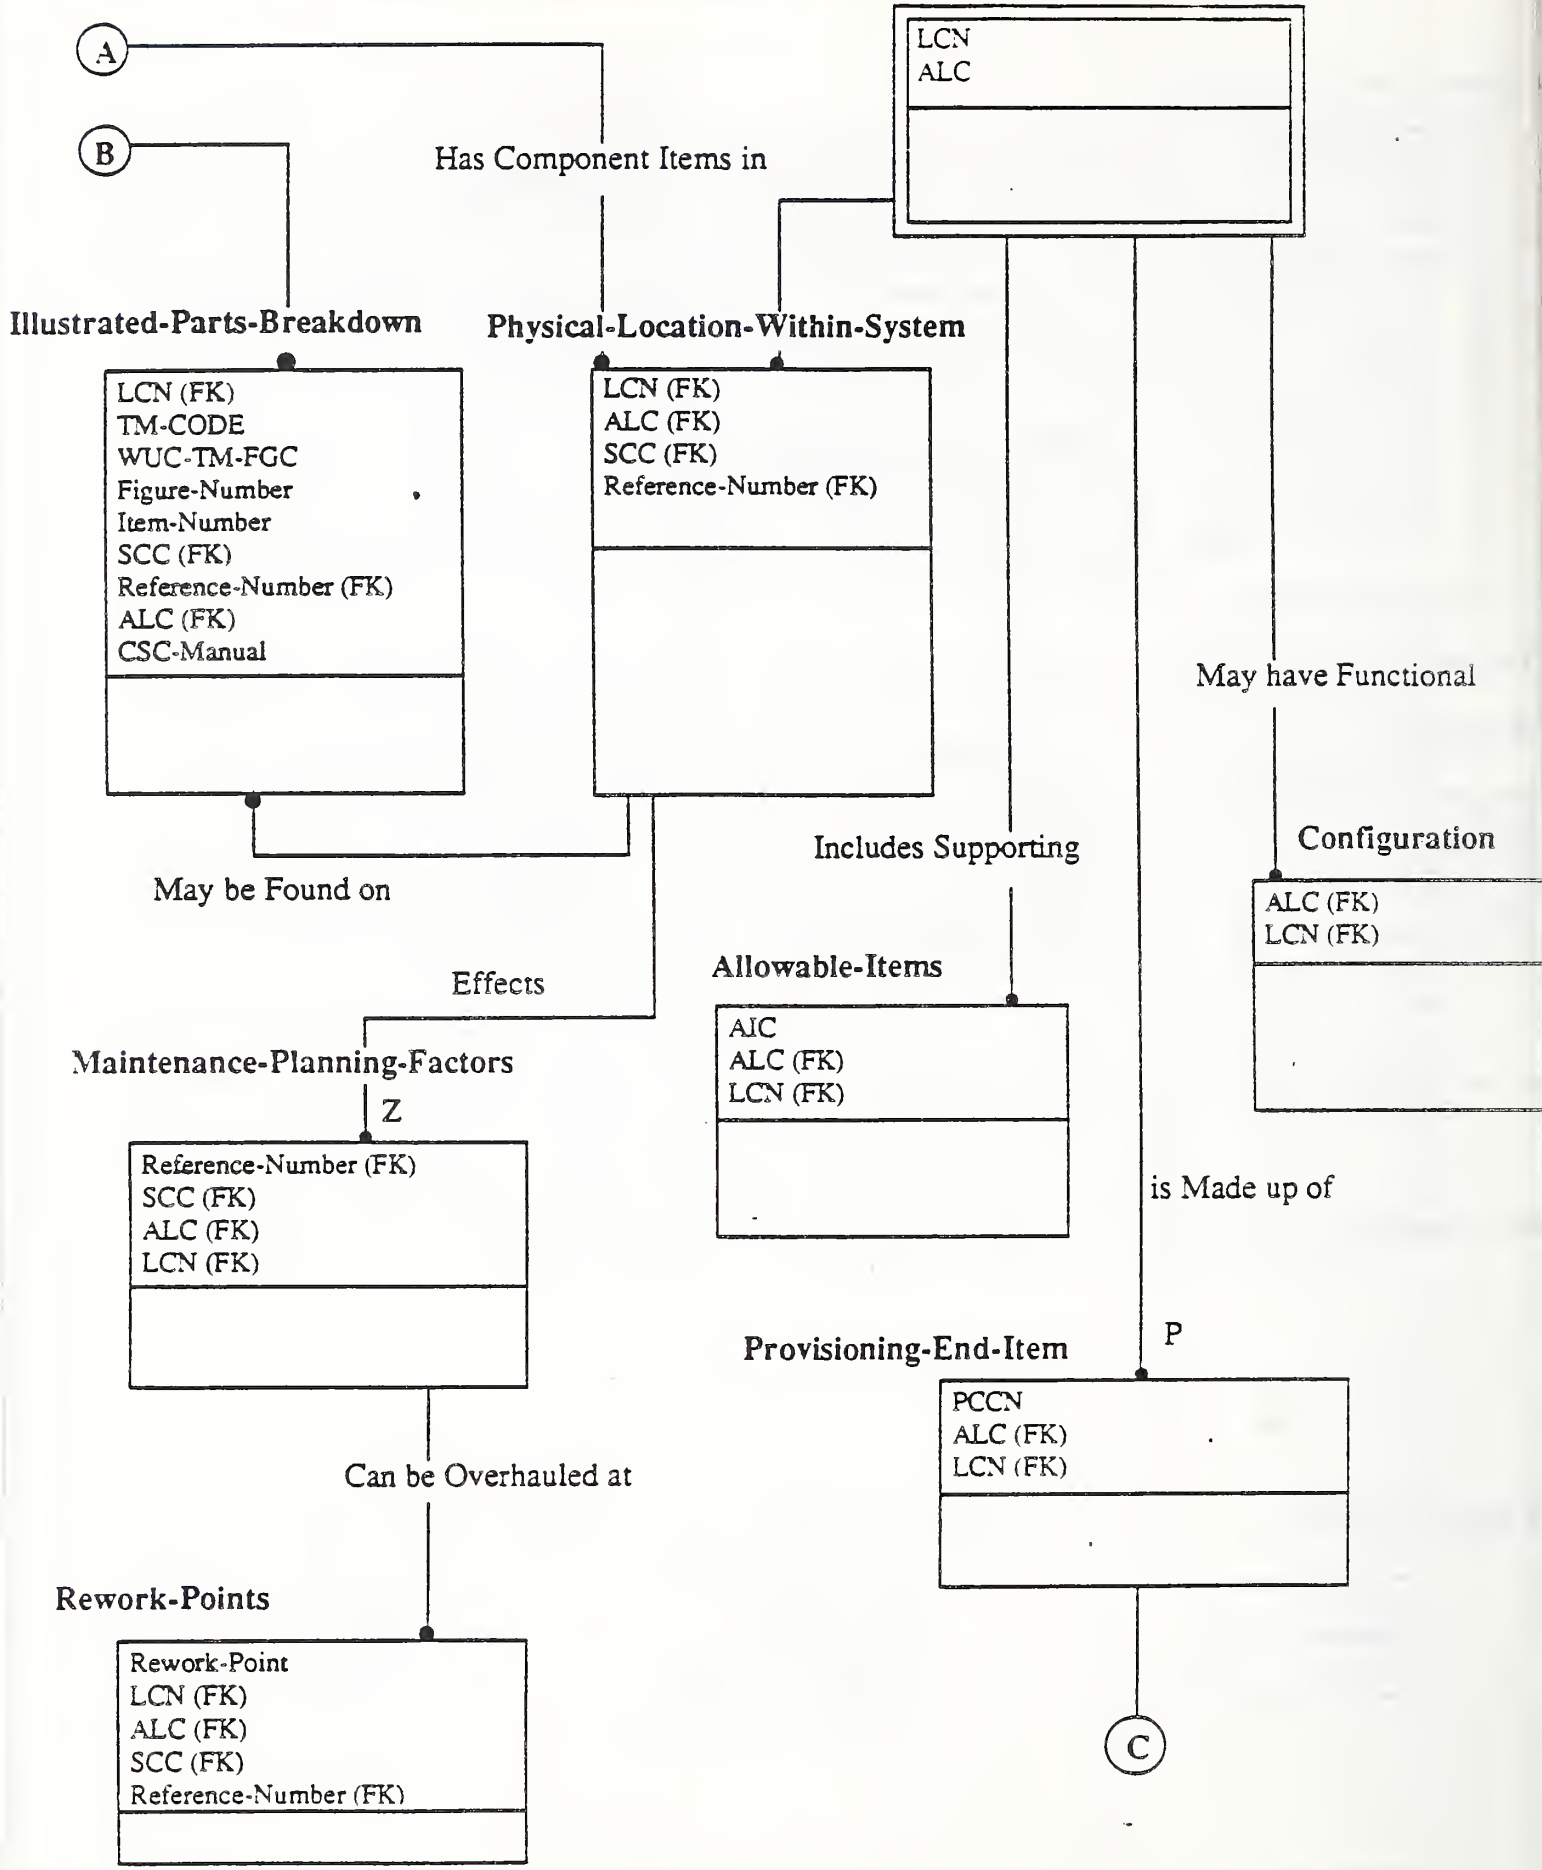 A
LCN
ALC
B
Has Component Items in
Illustrated-Parts-Breakdown
LCN (FK)
TM-CODE
WUC-TM-FGC
Figure-Number
Item-Number
SCC (FK)
Reference-Number (FK)
ALC (FK)
CSC-Manual
Physical-Location-Within-System
LCN (FK)
ALC (FK)
SCC (FK)
Reference-Number (FK)
May have Functional
Includes Supporting
Configuration
ALC (FK)
LCN (FK)
May be Found on
Effects
Allowable-Items
AIC
ALC (FK)
LCN (FK)
Maintenance-Planning-Factors
Z
Reference-Number (FK)
SCC (FK)
ALC (FK)
LCN (FK)
is Made up of
P
Provisioning-End-Item
PCCN
ALC (FK)
LCN (FK)
Can be Overhauled at
Rework-Points
Rework-Point
LCN (FK)
ALC (FK)
SCC (FK)
Reference-Number (FK)
C